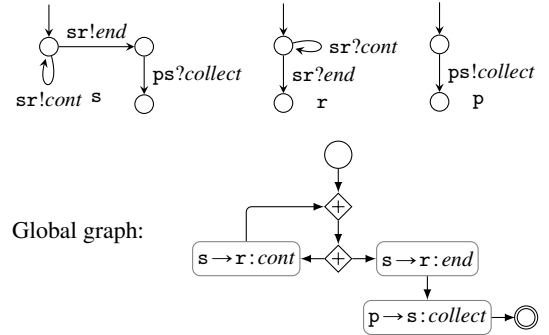 sr!end
sr?cont
ps?collect
sr?end
ps!collect
sr!cont s
r
p
+
Global graph:
s→r:cont
+
s→r:end
p→s:collect